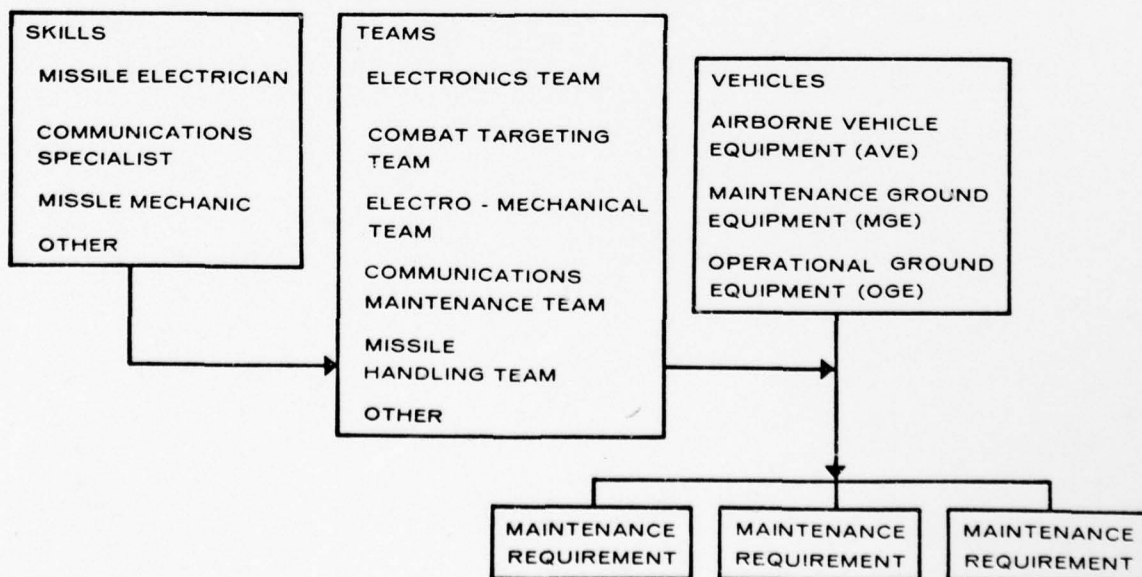 SKILLS
MISSILE ELECTRICIAN
COMMUNICATIONS
SPECIALIST
MISSLE MECHANIC
OTHER
TEAMS
ELECTRONICS TEAM
COMBAT TARGETING
TEAM
ELECTRO - MECHANICAL
TEAM
COMMUNICATIONS
MAINTENANCE TEAM
MISSILE
HANDLING TEAM
OTHER
VEHICLES
AIRBORNE VEHICLE
EQUIPMENT (AVE)
MAINTENANCE GROUND
EQUIPMENT (MGE)
OPERATIONAL GROUND
EQUIPMENT (OGE)
MAINTENANCE
REQUIREMENT
MAINTENANCE
REQUIREMENT
MAINTENANCE
REQUIREMENT